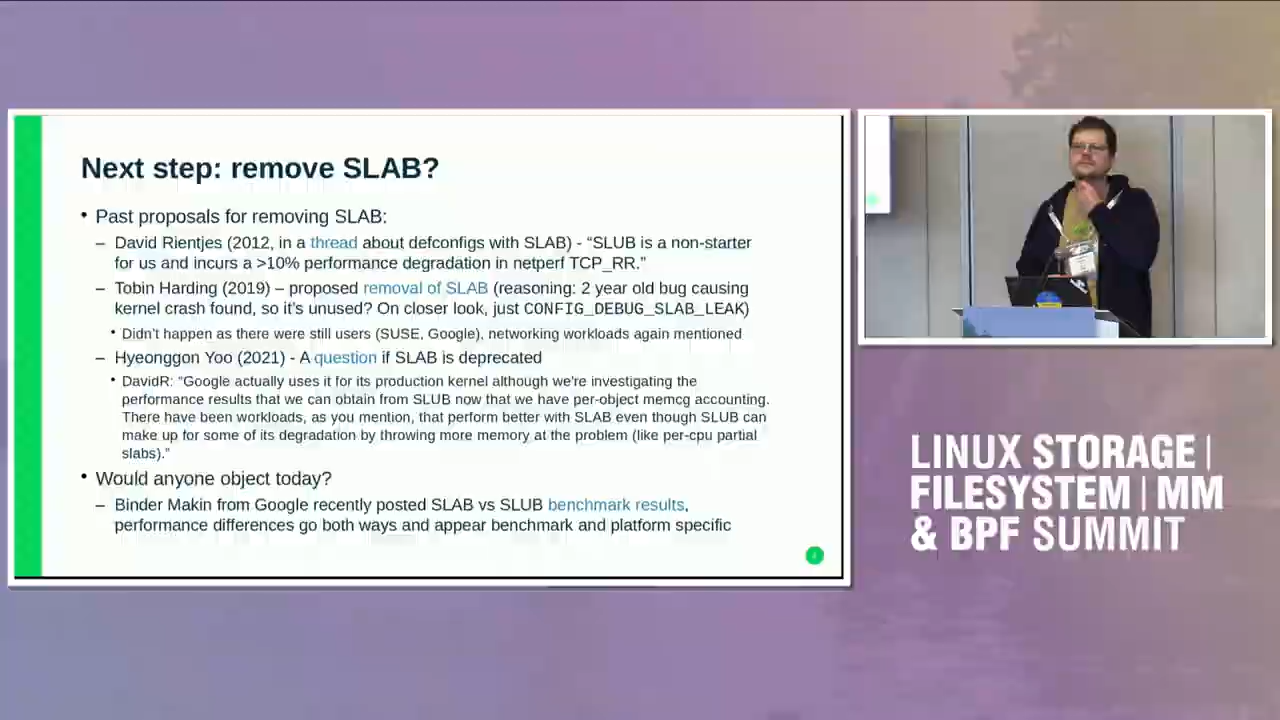 Next step: remove SLAB?
• Past proposals for removing SLAB:
– David Rientjes (2012, in a thread about defconfigs with SLAB) - “SLUB is a non-starter
for us and incurs a >10% performance degradation in netperf TCP_RR.”
– Tobin Harding (2019) – proposed removal of SLAB (reasoning: 2 year old bug causing
kernel crash found, so it’s unused? On closer look, just CONFIG_DEBUG_SLAB_LEAK)
• Didn’t happen as there were still users (SUSE, Google), networking workloads again mentioned
– Hyeonggon Yoo (2021) - A question if SLAB is deprecated
• DavidR: “Google actually uses it for its production kernel although we’re investigating the
performance results that we can obtain from SLUB now that we have per-object memcg accounting.
There have been workloads, as you mention, that perform better with SLAB even though SLUB can
make up for some of its degradation by throwing more memory at the problem (like per-cpu partial
slabs).”
• Would anyone object today?
– Binder Makin from Google recently posted SLAB vs SLUB benchmark results,
performance differences go both ways and appear benchmark and platform specific
LINUX STORAGE |
FILESYSTEM | MM
& BPF SUMMIT